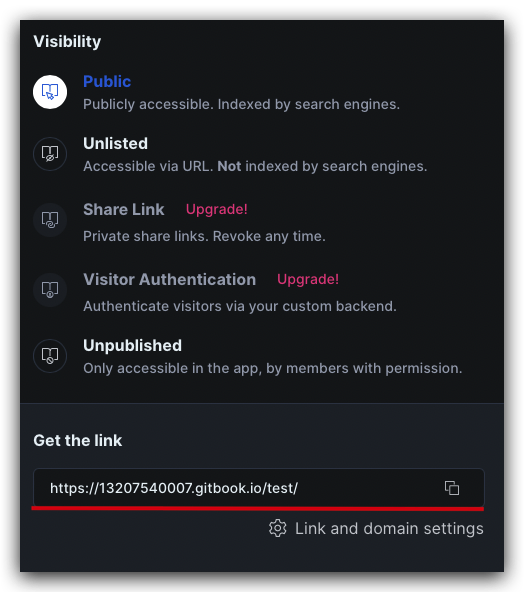 Visibility
Public
Publicly accessible. Indexed by search engines.
Unlisted
Accessible via URL. Not indexed by search engines.
Share Link Upgrade!
Private share links. Revoke any time.
Visitor Authentication Upgrade!
Authenticate visitors via your custom backend.
Unpublished
Only accessible in the app, by members with permission.
Get the link
https://13207540007.gitbook.io/test/
Link and domain settings